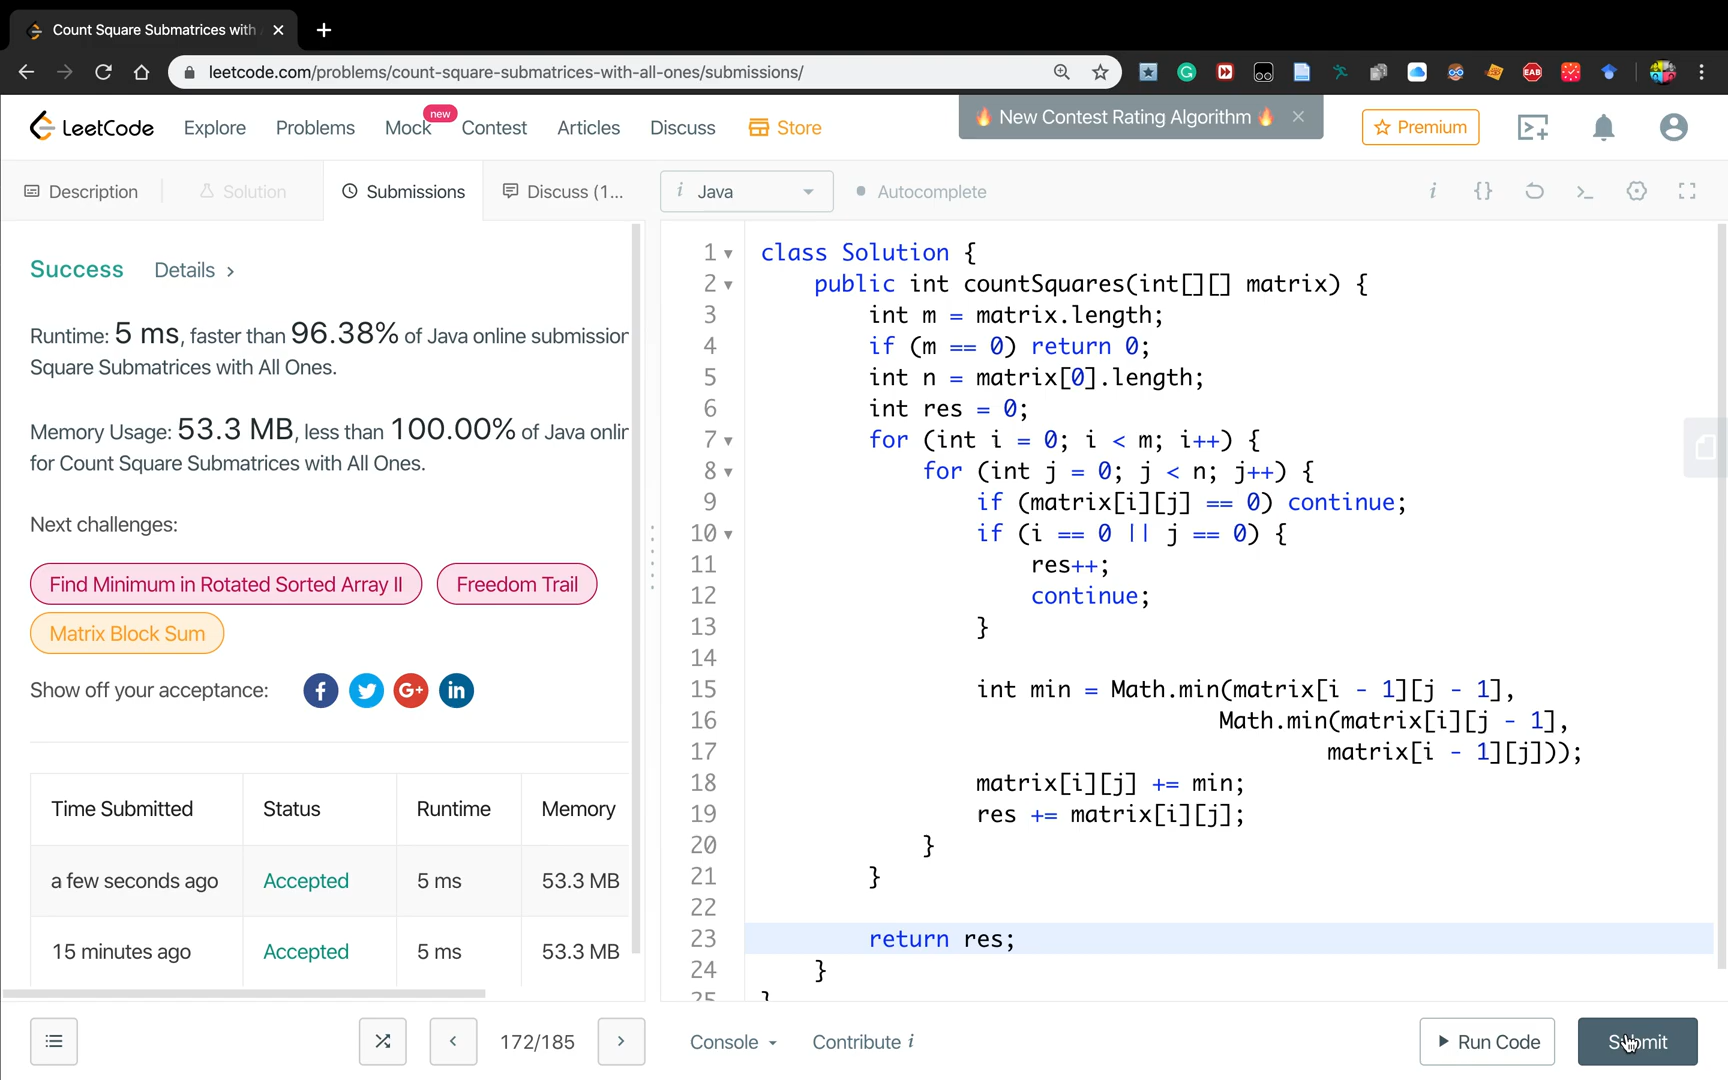 Count Square Submatrices with
leetcode.com/problems/count-square-submatrices-with-all-ones/submissions/
EAB
LeetCode
Explore
Problems
Mock
new
Contest
Articles
Discuss
Store
🔥 New Contest Rating Algorithm 🔥
Premium
Description
Solution
Submissions
Discuss (1...
i Java
Autocomplete
Success
Details >
Runtime: 5 ms, faster than 96.38% of Java online submission
Square Submatrices with All Ones.
Memory Usage: 53.3 MB, less than 100.00% of Java onlin
for Count Square Submatrices with All Ones.
Next challenges:
Find Minimum in Rotated Sorted Array II
Freedom Trail
Matrix Block Sum
Show off your acceptance:
f
G+
in
Time Submitted Status Runtime Memory
a few seconds ago Accepted 5 ms 53.3 MB
15 minutes ago Accepted 5 ms 53.3 MB
1 class Solution {
2 public int countSquares(int[][] matrix) {
3 int m = matrix.length;
4 if (m == 0) return 0;
5 int n = matrix[0].length;
6 int res = 0;
7 for (int i = 0; i < m; i++) {
8 for (int j = 0; j < n; j++) {
9 if (matrix[i][j] == 0) continue;
10 if (i == 0 || j == 0) {
11 res++;
12 continue;
13 }
14
15 int min = Math.min(matrix[i - 1][j - 1],
16 Math.min(matrix[i][j - 1],
17 matrix[i - 1][j]));
18 matrix[i][j] += min;
19 res += matrix[i][j];
20 }
21 }
22
23 return res;
24 }
25 }
172/185
Console
Contribute i
Run Code
Submit